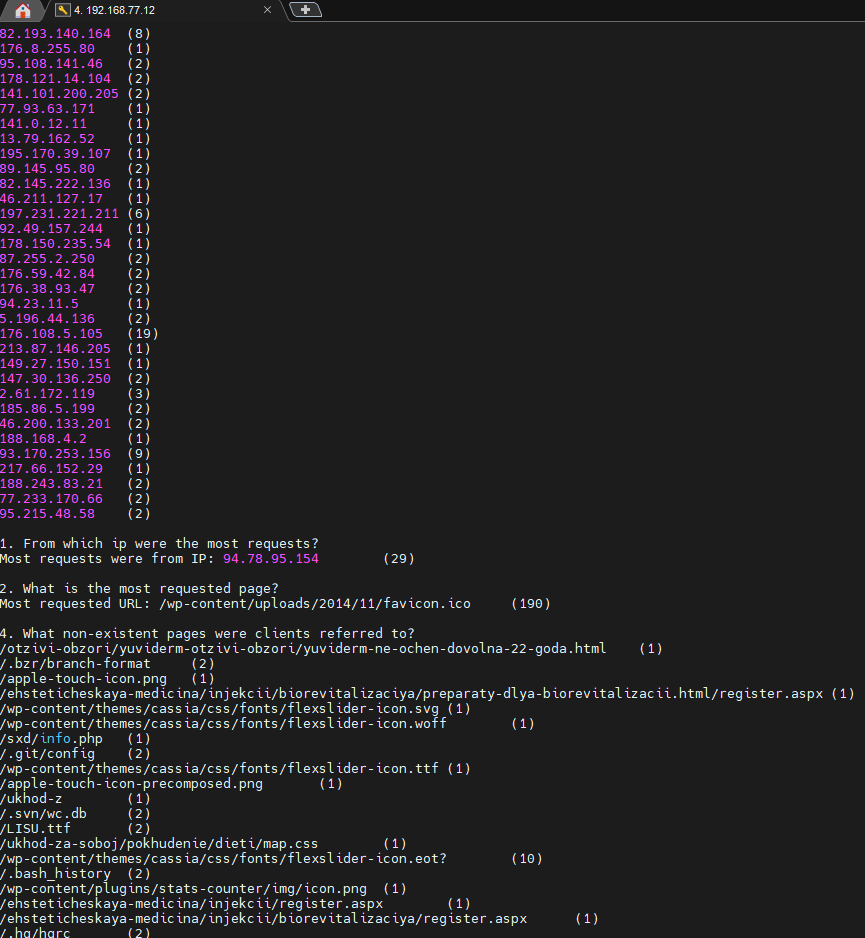 4. 192.168.77.12
82.193.140.164 (8)
176.8.255.80 (1)
95.108.141.46 (2)
178.121.14.104 (2)
141.101.200.205 (2)
77.93.63.171 (1)
141.0.12.11 (1)
13.79.162.52 (1)
195.170.39.107 (1)
89.145.95.80 (2)
82.145.222.136 (1)
46.211.127.17 (1)
197.231.221.211 (6)
92.49.157.244 (1)
178.150.235.54 (1)
87.255.2.250 (2)
176.59.42.84 (2)
176.38.93.47 (2)
94.23.11.5 (1)
5.196.44.136 (2)
176.108.5.105 (19)
213.87.146.205 (1)
149.27.150.151 (1)
147.30.136.250 (2)
2.61.172.119 (3)
185.86.5.199 (2)
46.200.133.201 (2)
188.168.4.2 (1)
93.170.253.156 (9)
217.66.152.29 (1)
188.243.83.21 (2)
77.233.170.66 (2)
95.215.48.58 (2)
1. From which ip were the most requests?
Most requests were from IP: 94.78.95.154 (29)
2. What is the most requested page?
Most requested URL: /wp-content/uploads/2014/11/favicon.ico (190)
4. What non-existent pages were clients referred to?
/otzivi-obzori/yuviderm-otzivi-obzori/yuviderm-ne-ochen-dovolna-22-goda.html (1)
/.bzr/branch-format (2)
/apple-touch-icon.png (1)
/ehsteticheskaya-medicina/injekcii/biorevitalizaciya/preparaty-dlya-biorevitalizacii.html/register.aspx (1)
/wp-content/themes/cassia/css/fonts/flexslider-icon.svg (1)
/wp-content/themes/cassia/css/fonts/flexslider-icon.woff (1)
/sxd/info.php (1)
/.git/config (2)
/wp-content/themes/cassia/css/fonts/flexslider-icon.ttf (1)
/apple-touch-icon-precomposed.png (1)
/ukhod-z (1)
/.svn/wc.db (2)
/LISU.ttf (2)
/ukhod-za-soboj/pokhudenie/dieti/map.css (1)
/wp-content/themes/cassia/css/fonts/flexslider-icon.eot? (10)
/.bash_history (2)
/wp-content/plugins/stats-counter/img/icon.png (1)
/ehsteticheskaya-medicina/injekcii/register.aspx (1)
/ehsteticheskaya-medicina/injekcii/biorevitalizaciya/register.aspx (1)
/.hg/hgrc (2)